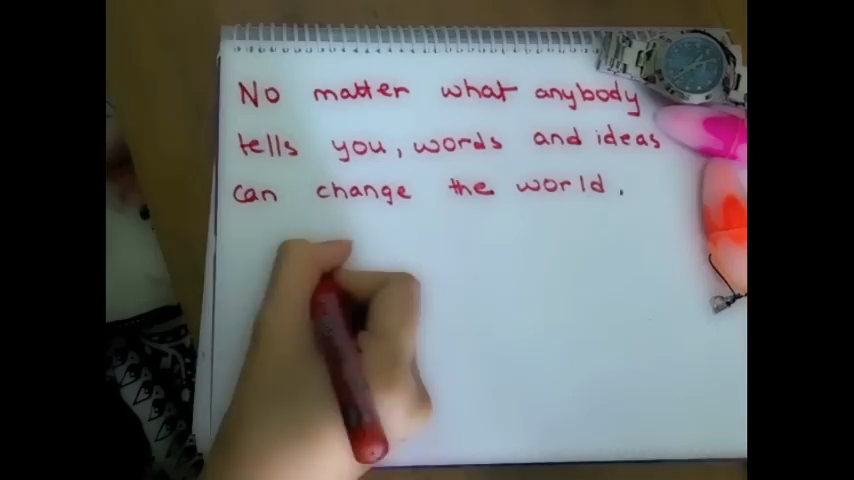 No matter what anybody
tells you, words and ideas
can change the world.